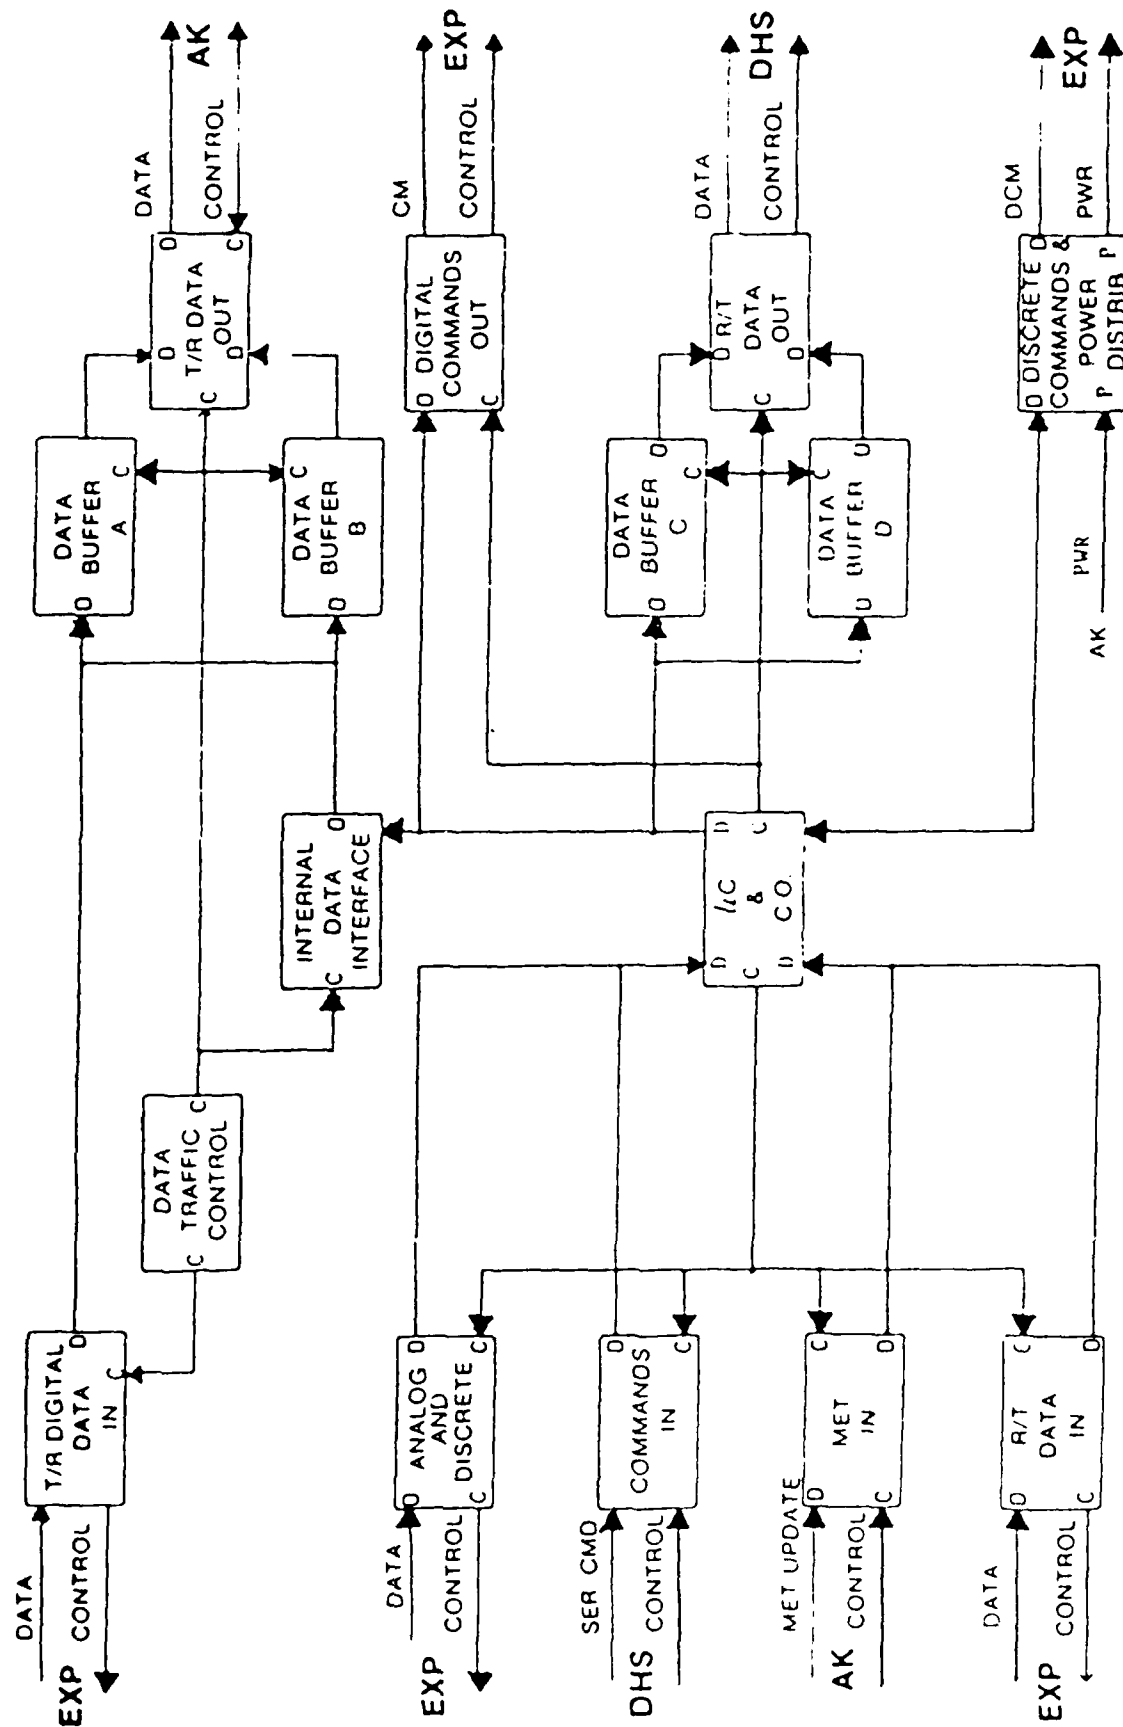 DATA
EXP
CONTROL
T/R DIGITAL
DATA
IN
D
C
DATA
TRAFFIC
CONTROL
C
C
INTERNAL
DATA
INTERFACE
C
D
DATA
BUFFER
A
D
C
DATA
BUFFER
B
D
C
T/R DATA
OUT
D
D
C
D
C
DATA
AK
CONTROL
DATA
EXP
CONTROL
ANALOG
AND
DISCRETE
D
C
D
C
SER CMD
DHS
CONTROL
COMMANDS
IN
D
C
MET UPDATE
AK
CONTROL
MET
IN
D
C
C
D
DATA
EXP
CONTROL
R/T
DATA
IN
D
C
C
D
µC
&
CO.
D
C
D
D
C
DIGITAL
COMMANDS
OUT
D
C
CM
EXP
CONTROL
DATA
BUFFER
C
D
C
D
DATA
BUFFER
D
D
C
D
R/T
DATA
OUT
D
C
D
DATA
DHS
CONTROL
DISCRETE
COMMANDS &
POWER
DISTRIB
D
P
D
P
DCM
EXP
PWR
AK
PWR